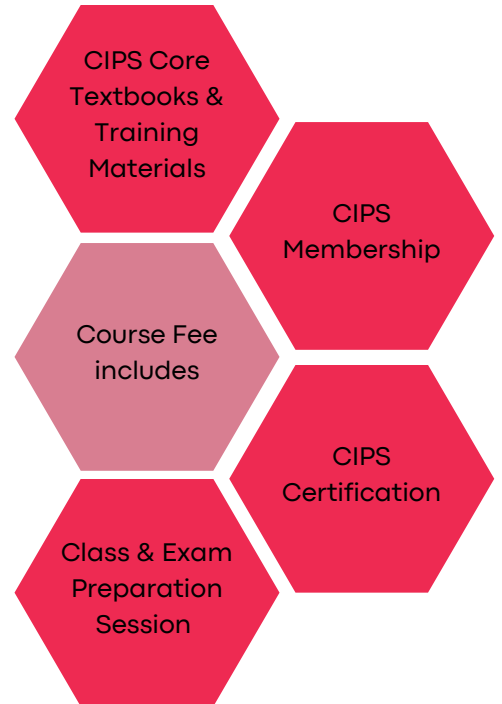 CIPS Core
Textbooks &
Training
Materials
CIPS
Membership
Course Fee
includes
CIPS
Certification
Class & Exam
Preparation
Session